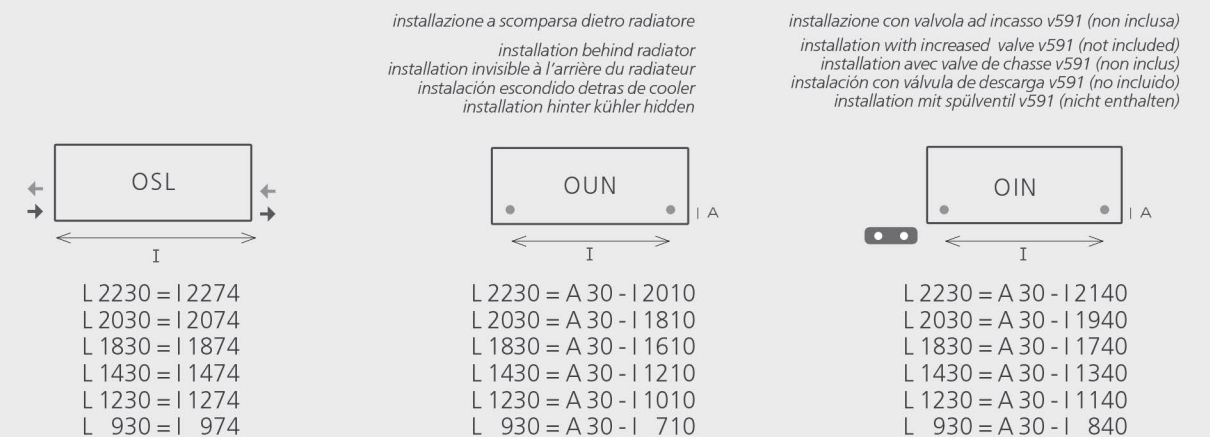 installazione a scomparsa dietro radiatore
installation behind radiator
installation invisible à l'arrière du radiateur
instalación escondido detras de cooler
installation hinter kühler hidden
installazione con valvola ad incasso v591 (non inclusa)
installation with increased valve v591 (not included)
installation avec valve de chasse v591 (non inclus)
instalación con válvula de descarga v591 (no incluido)
installation mit spülventil v591 (nicht enthalten)
OSL
I
L 2230 = I 2274
L 2030 = I 2074
L 1830 = I 1874
L 1430 = I 1474
L 1230 = I 1274
L 930 = I 974
OUN
A
I
L 2230 = A 30 - I 2010
L 2030 = A 30 - I 1810
L 1830 = A 30 - I 1610
L 1430 = A 30 - I 1210
L 1230 = A 30 - I 1010
L 930 = A 30 - I 710
OIN
A
I
L 2230 = A 30 - I 2140
L 2030 = A 30 - I 1940
L 1830 = A 30 - I 1740
L 1430 = A 30 - I 1340
L 1230 = A 30 - I 1140
L 930 = A 30 - I 840